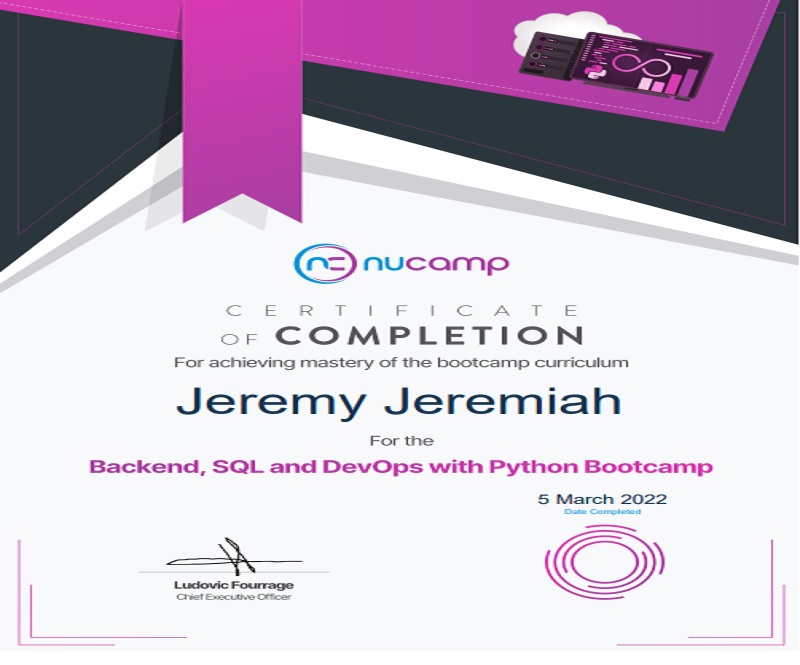 nucamp
CERTIFICATE
OF COMPLETION
For achieving mastery of the bootcamp curriculum
Jeremy Jeremiah
For the
Backend, SQL and DevOps with Python Bootcamp
5 March 2022
Date Completed
Ludovic Fourrage
Chief Executive Officer